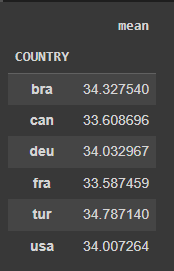 mean
COUNTRY
bra 34.327540
can 33.608696
deu 34.032967
fra 33.587459
tur 34.787140
usa 34.007264